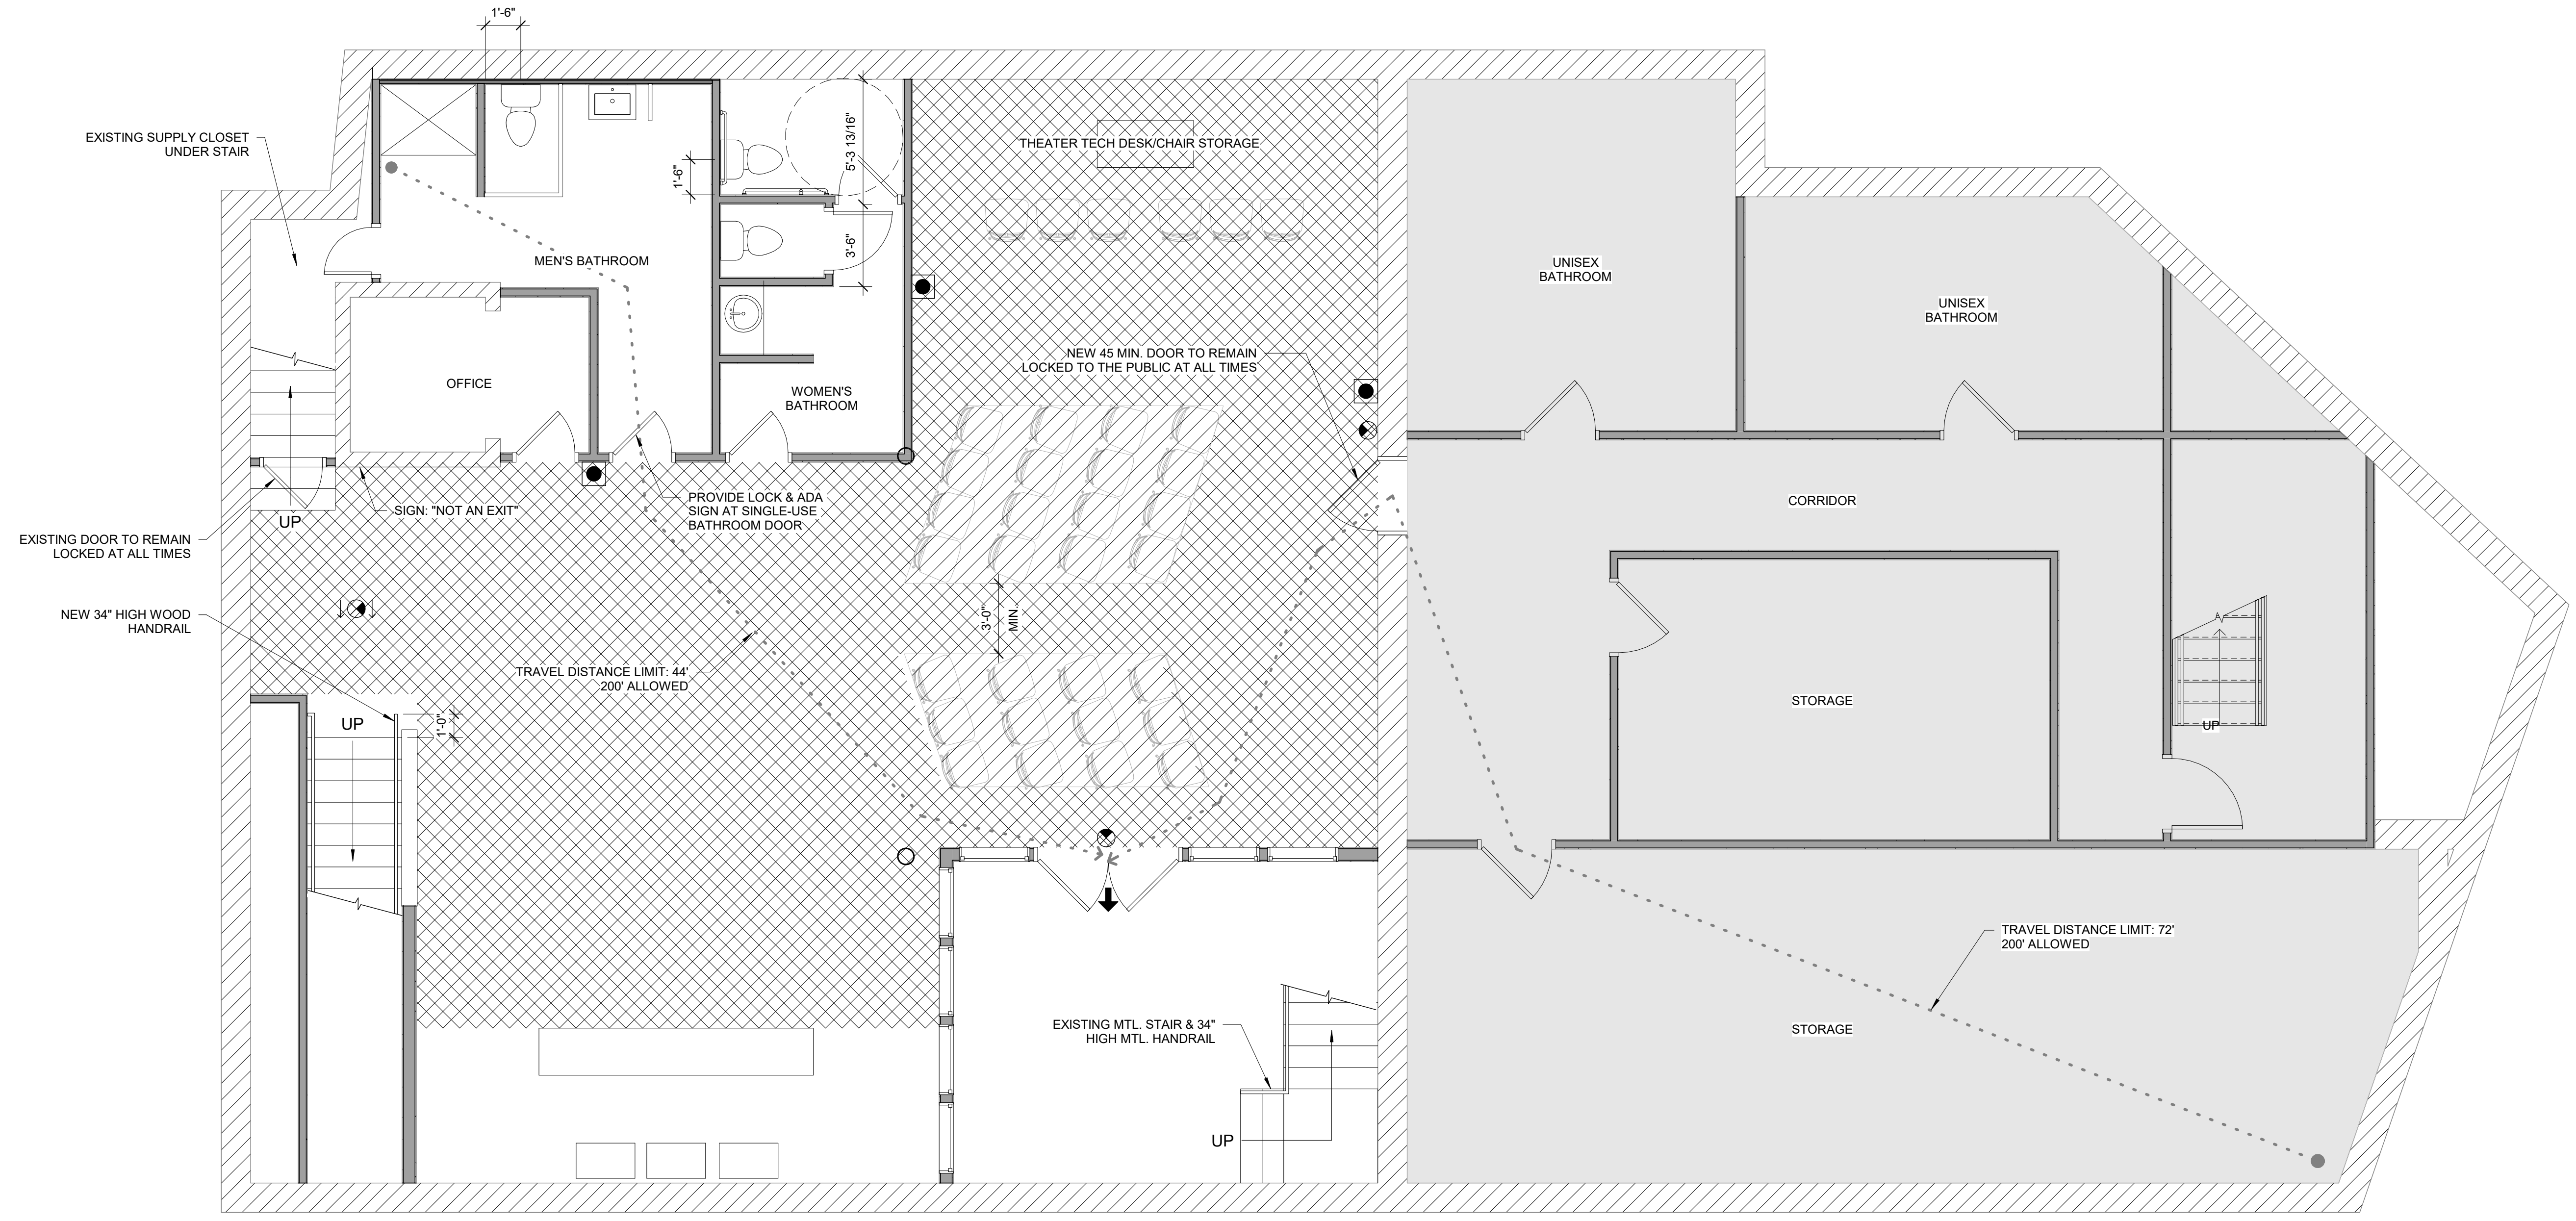 1'-6"
EXISTING SUPPLY CLOSET
UNDER STAIR
5'-3 13/16"
THEATER TECH DESK/CHAIR STORAGE
1'-6"
3'-6"
MEN'S BATHROOM
UNISEX
BATHROOM
UNISEX
BATHROOM
OFFICE
WOMEN'S
BATHROOM
NEW 45 MIN. DOOR TO REMAIN
LOCKED TO THE PUBLIC AT ALL TIMES
PROVIDE LOCK & ADA
SIGN AT SINGLE-USE
BATHROOM DOOR
CORRIDOR
SIGN: "NOT AN EXIT"
UP
EXISTING DOOR TO REMAIN
LOCKED AT ALL TIMES
NEW 34" HIGH WOOD
HANDRAIL
3'-0"
MIN.
TRAVEL DISTANCE LIMIT: 44'
200' ALLOWED
STORAGE
UP
1'-0"
UP
TRAVEL DISTANCE LIMIT: 72'
200' ALLOWED
EXISTING MTL. STAIR & 34"
HIGH MTL. HANDRAIL
STORAGE
UP